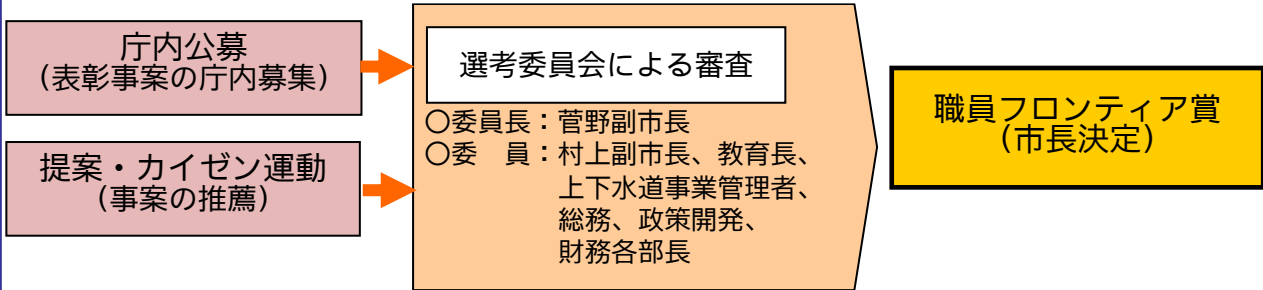 庁内公募
（表彰事案の庁内募集）
提案・カイゼン運動
（事案の推薦）
選考委員会による審査
○委員長：菅野副市長
○委　員：村上副市長、教育長、
上下水道事業管理者、
総務、政策開発、
財務各部長
職員フロンティア賞
（市長決定）